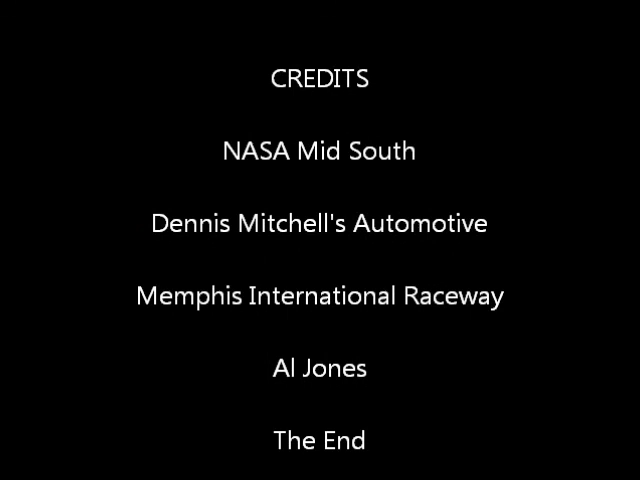 CREDITS
NASA Mid South
Dennis Mitchell's Automotive
Memphis International Raceway
Al Jones
The End